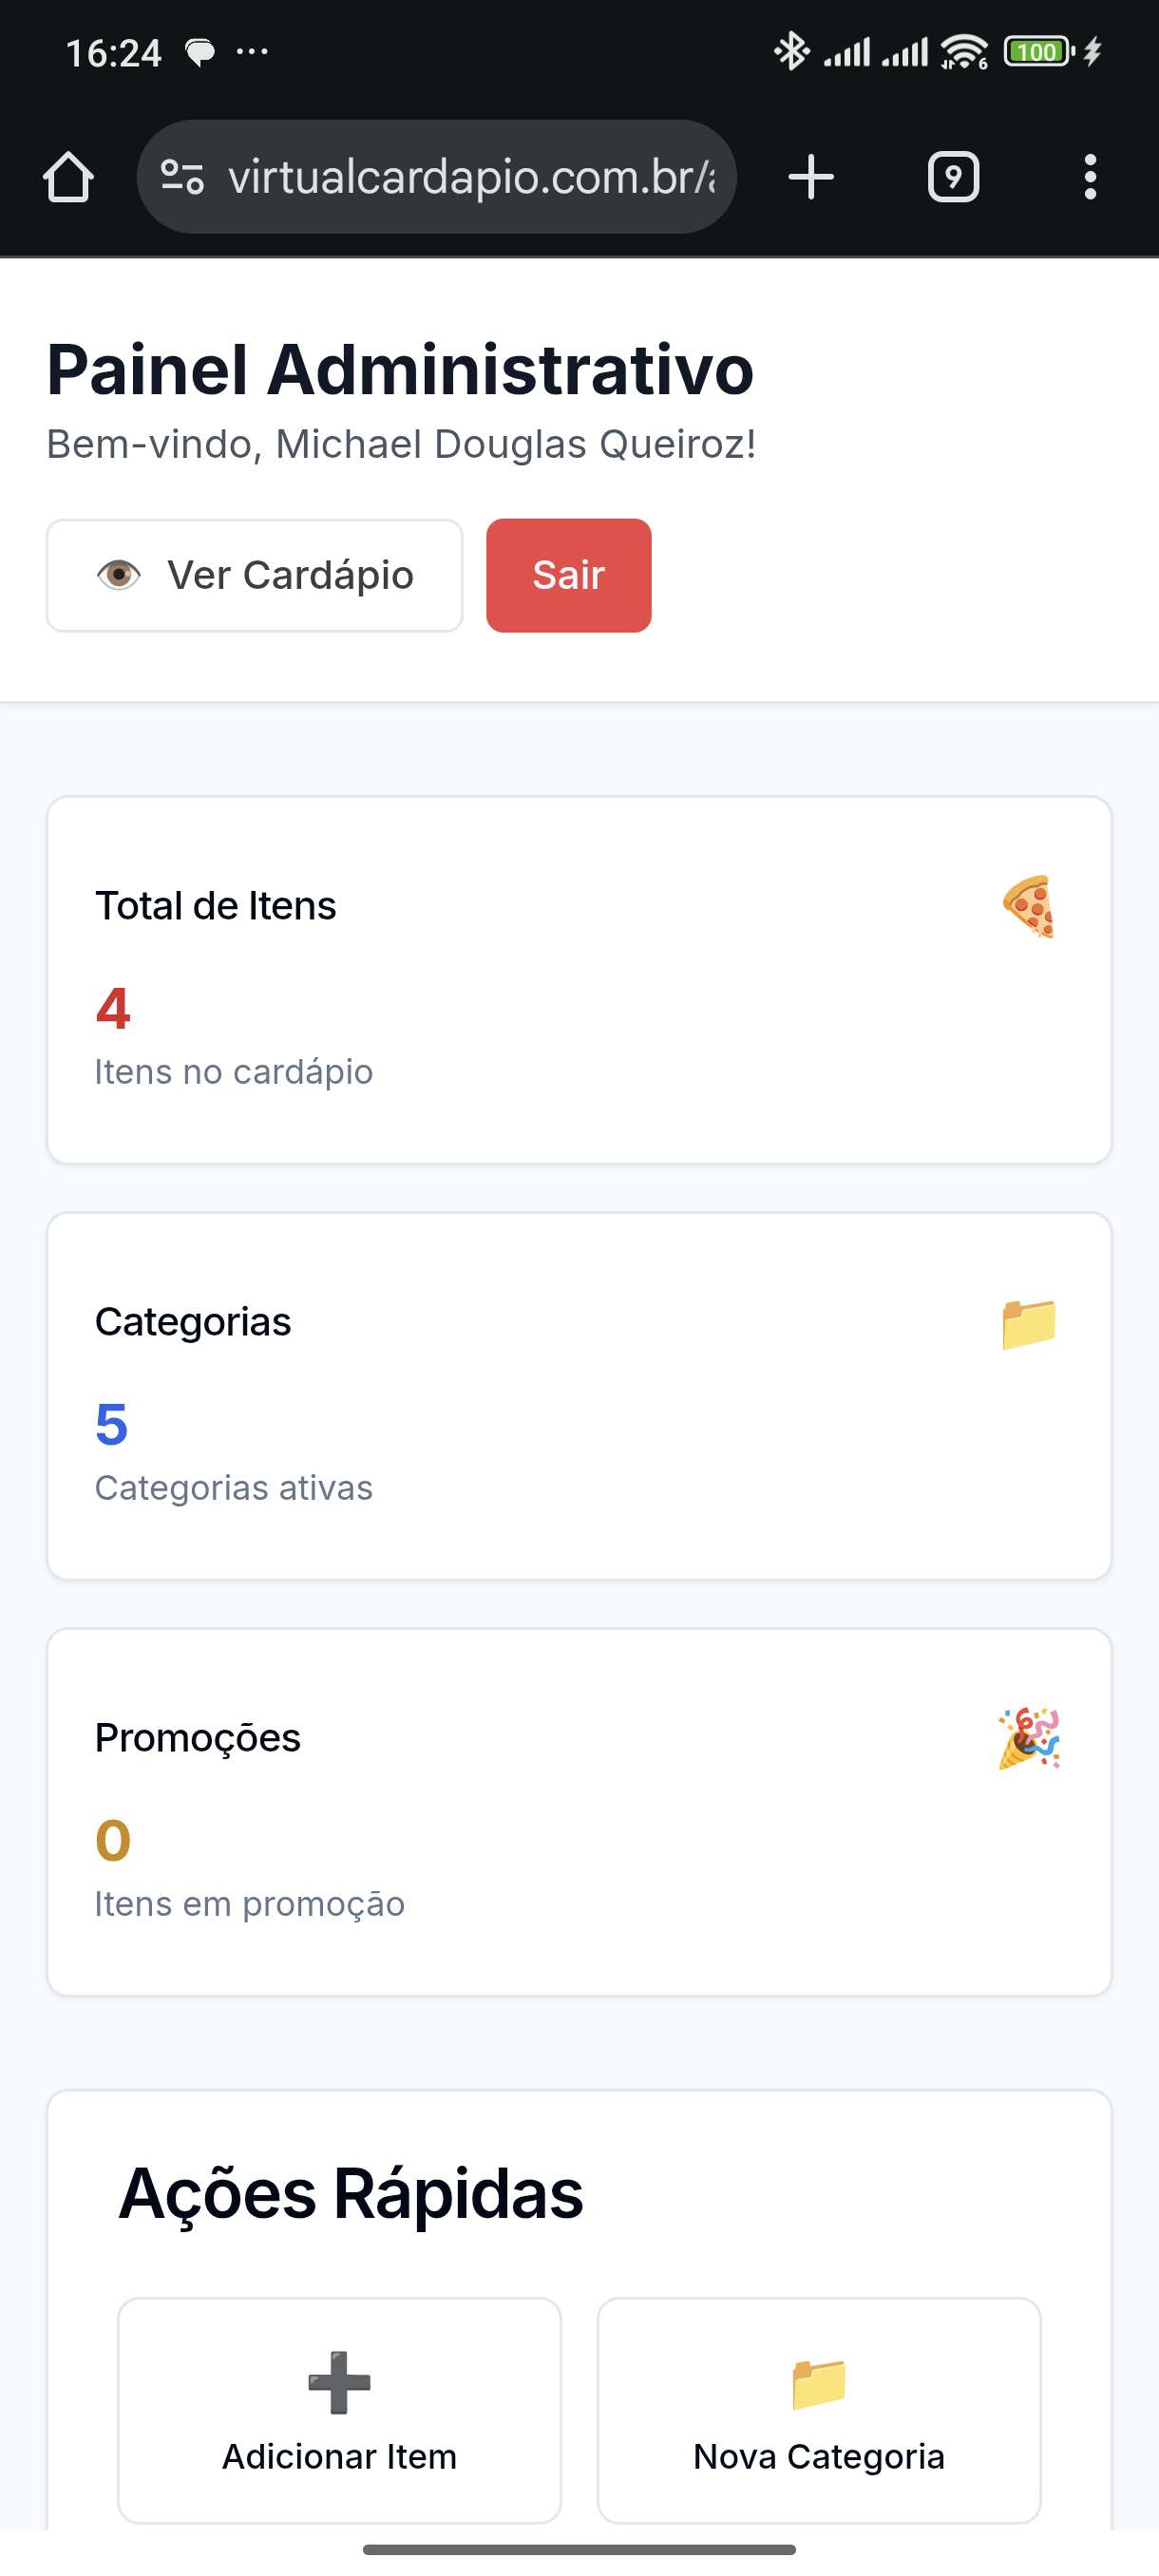 16:24
6
100
virtualcardapio.com.br/
9
Painel Administrativo
Bem-vindo, Michael Douglas Queiroz!
Ver Cardápio
Sair
Total de Itens
4
Itens no cardápio
Categorias
5
Categorias ativas
Promoções
0
Itens em promoção
Ações Rápidas
Adicionar Item
Nova Categoria